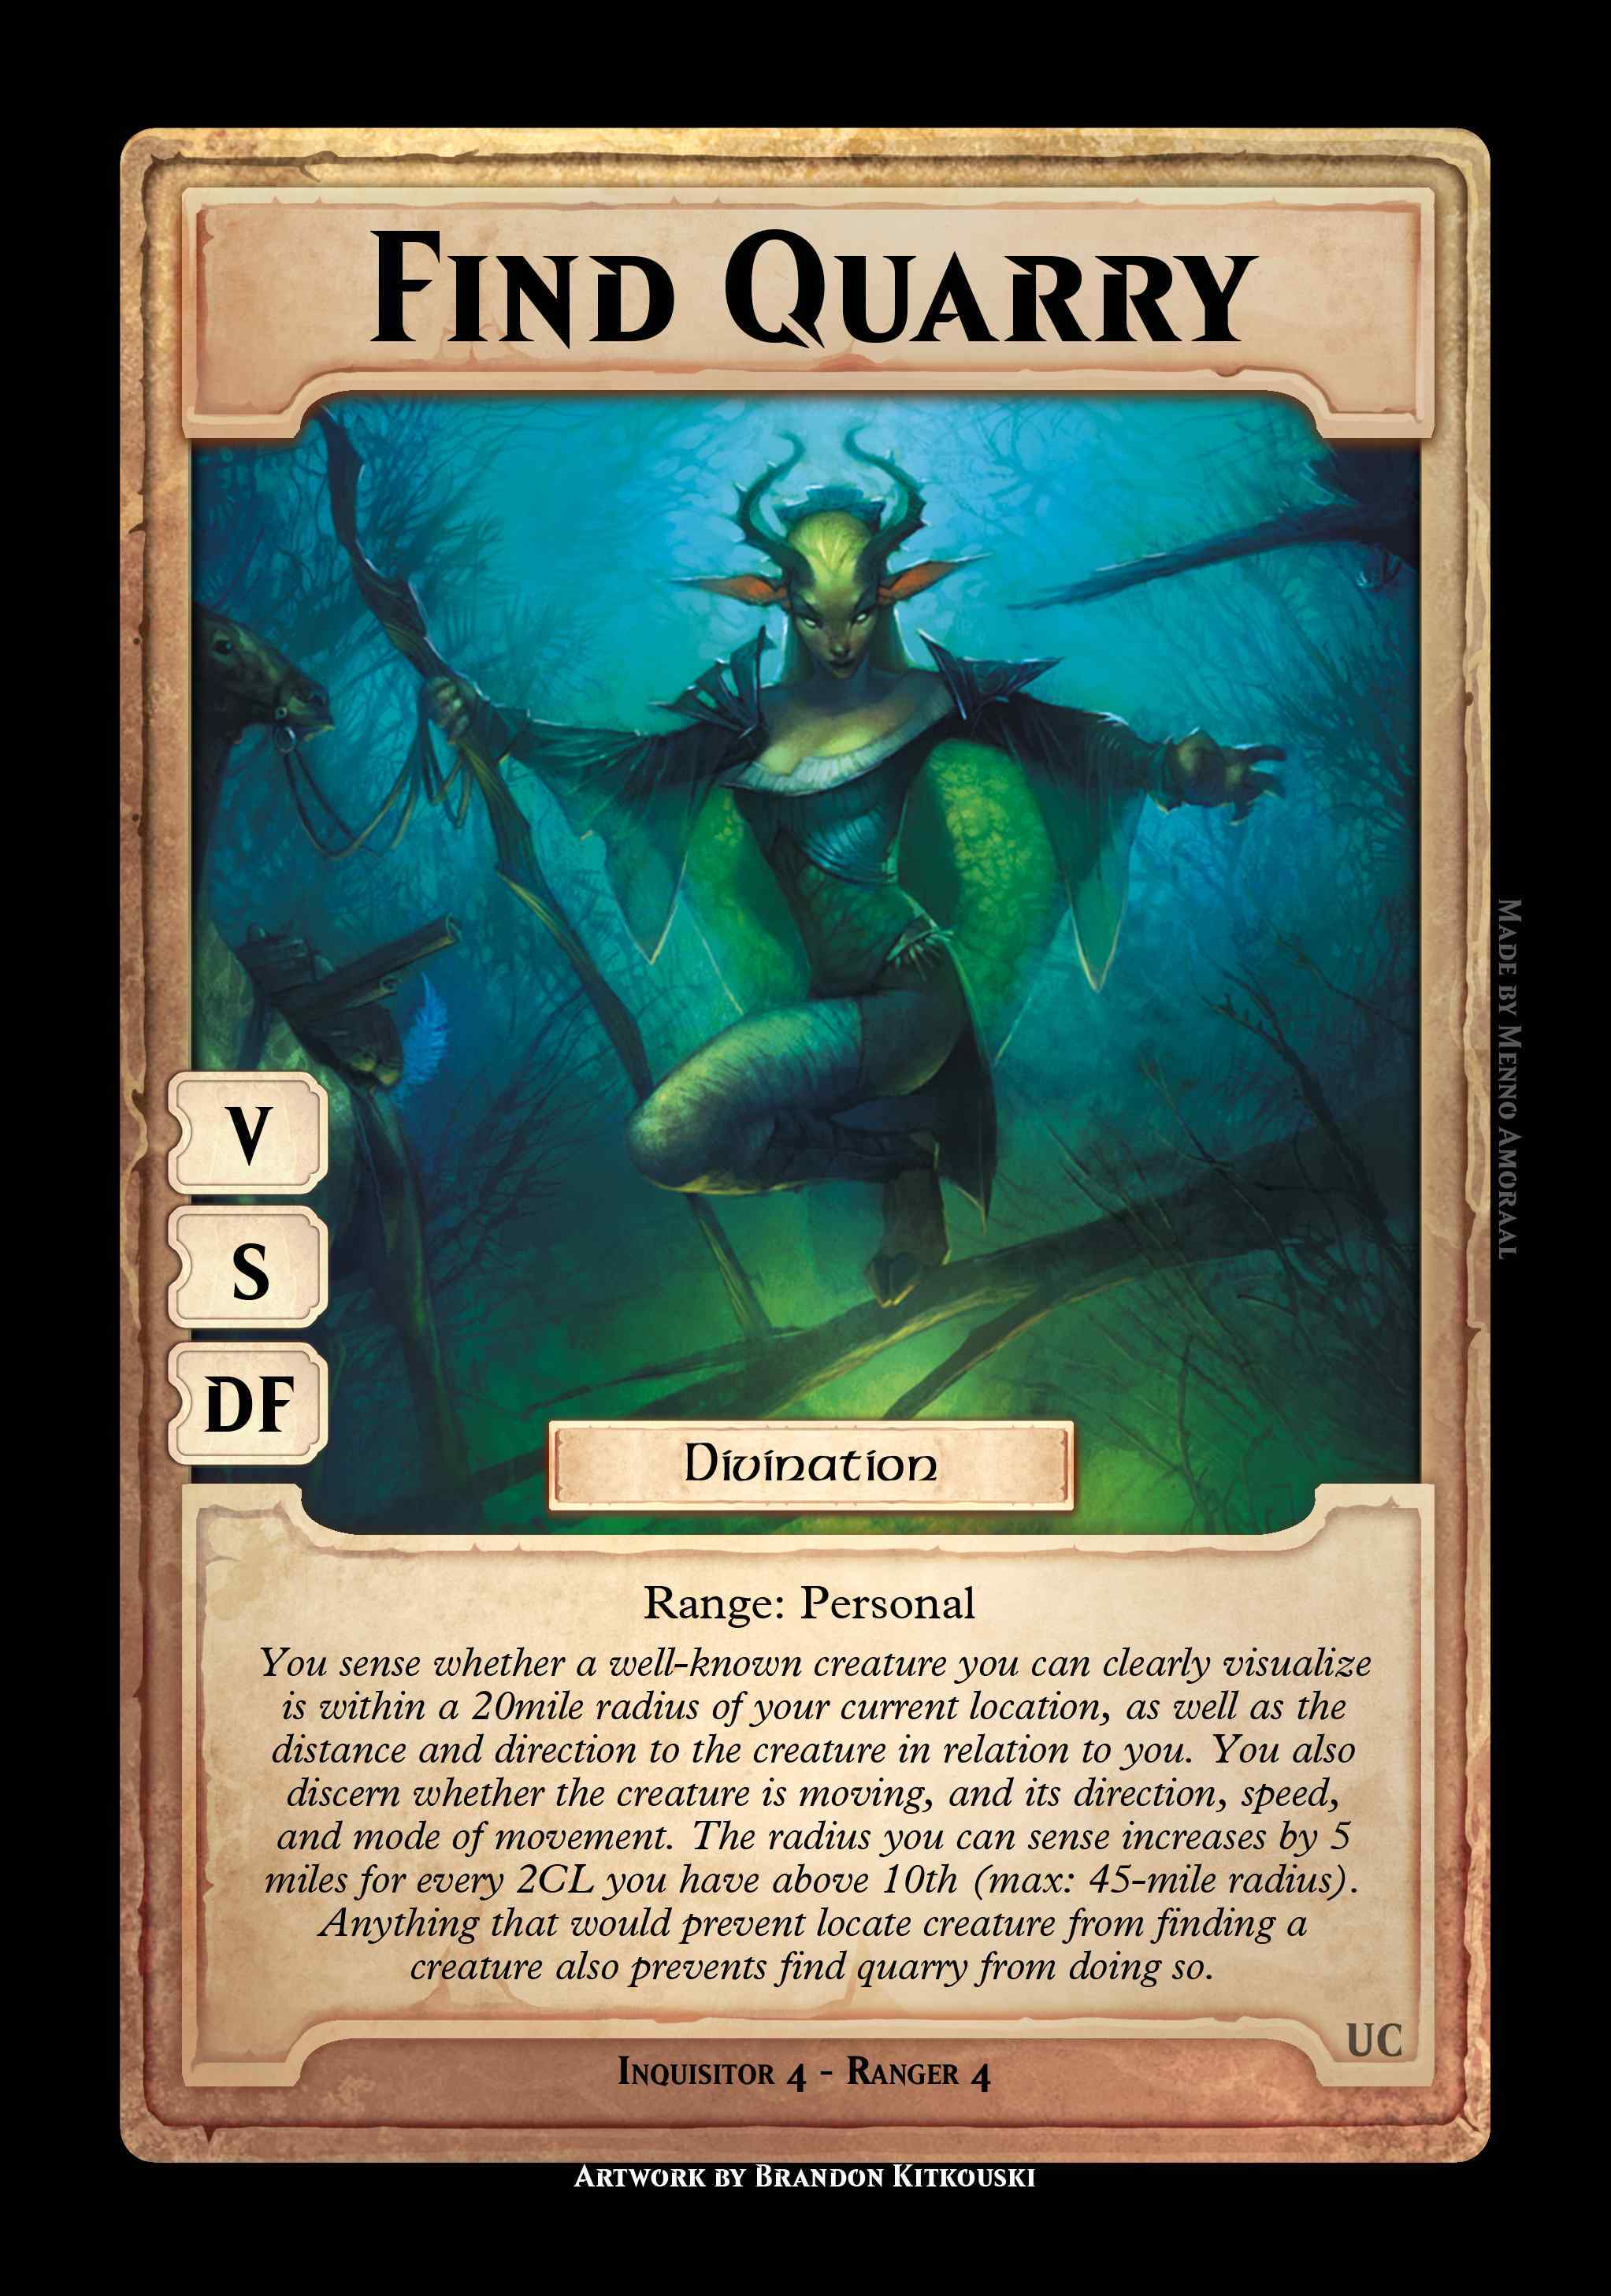 Find Quarry
V
S
DF
Divination
Range: Personal
You sense whether a well-known creature you can clearly visualize
is within a 20mile radius of your current location, as well as the
distance and direction to the creature in relation to you. You also
discern whether the creature is moving, and its direction, speed,
and mode of movement. The radius you can sense increases by 5
miles for every 2CL you have above 10th (max: 45-mile radius).
Anything that would prevent locate creature from finding a
creature also prevents find quarry from doing so.
UC
Inquisitor 4 - Ranger 4
Artwork by Brandon Kitkouski
Made by Menno Amoraal